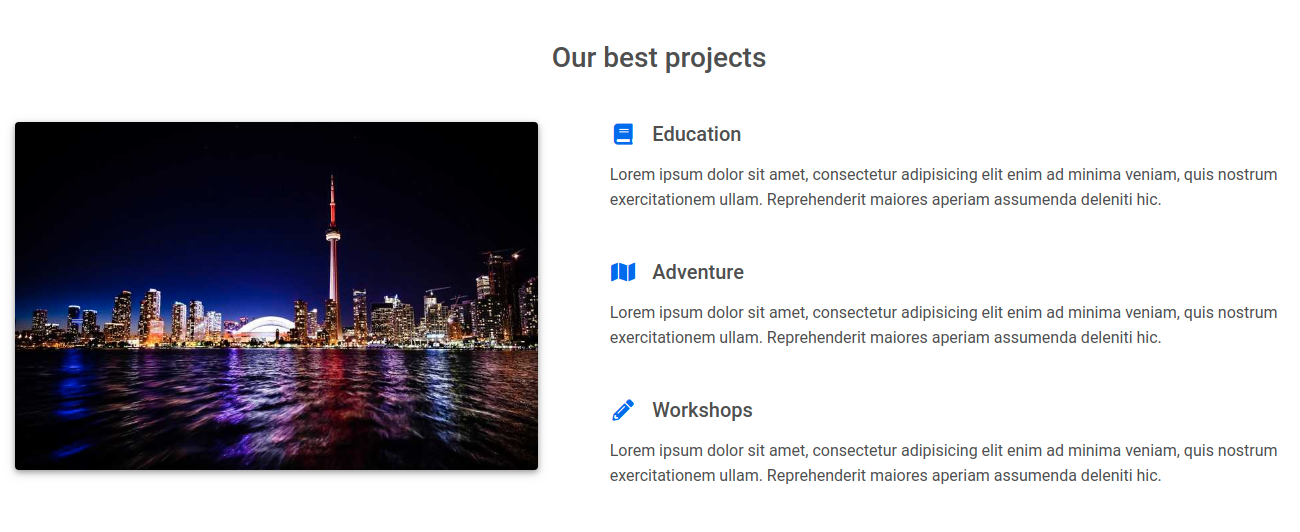 Our best projects
Education
Lorem ipsum dolor sit amet, consectetur adipisicing elit enim ad minima veniam, quis nostrum
exercitationem ullam. Reprehenderit maiores aperiam assumenda deleniti hic.
Adventure
Lorem ipsum dolor sit amet, consectetur adipisicing elit enim ad minima veniam, quis nostrum
exercitationem ullam. Reprehenderit maiores aperiam assumenda deleniti hic.
Workshops
Lorem ipsum dolor sit amet, consectetur adipisicing elit enim ad minima veniam, quis nostrum
exercitationem ullam. Reprehenderit maiores aperiam assumenda deleniti hic.